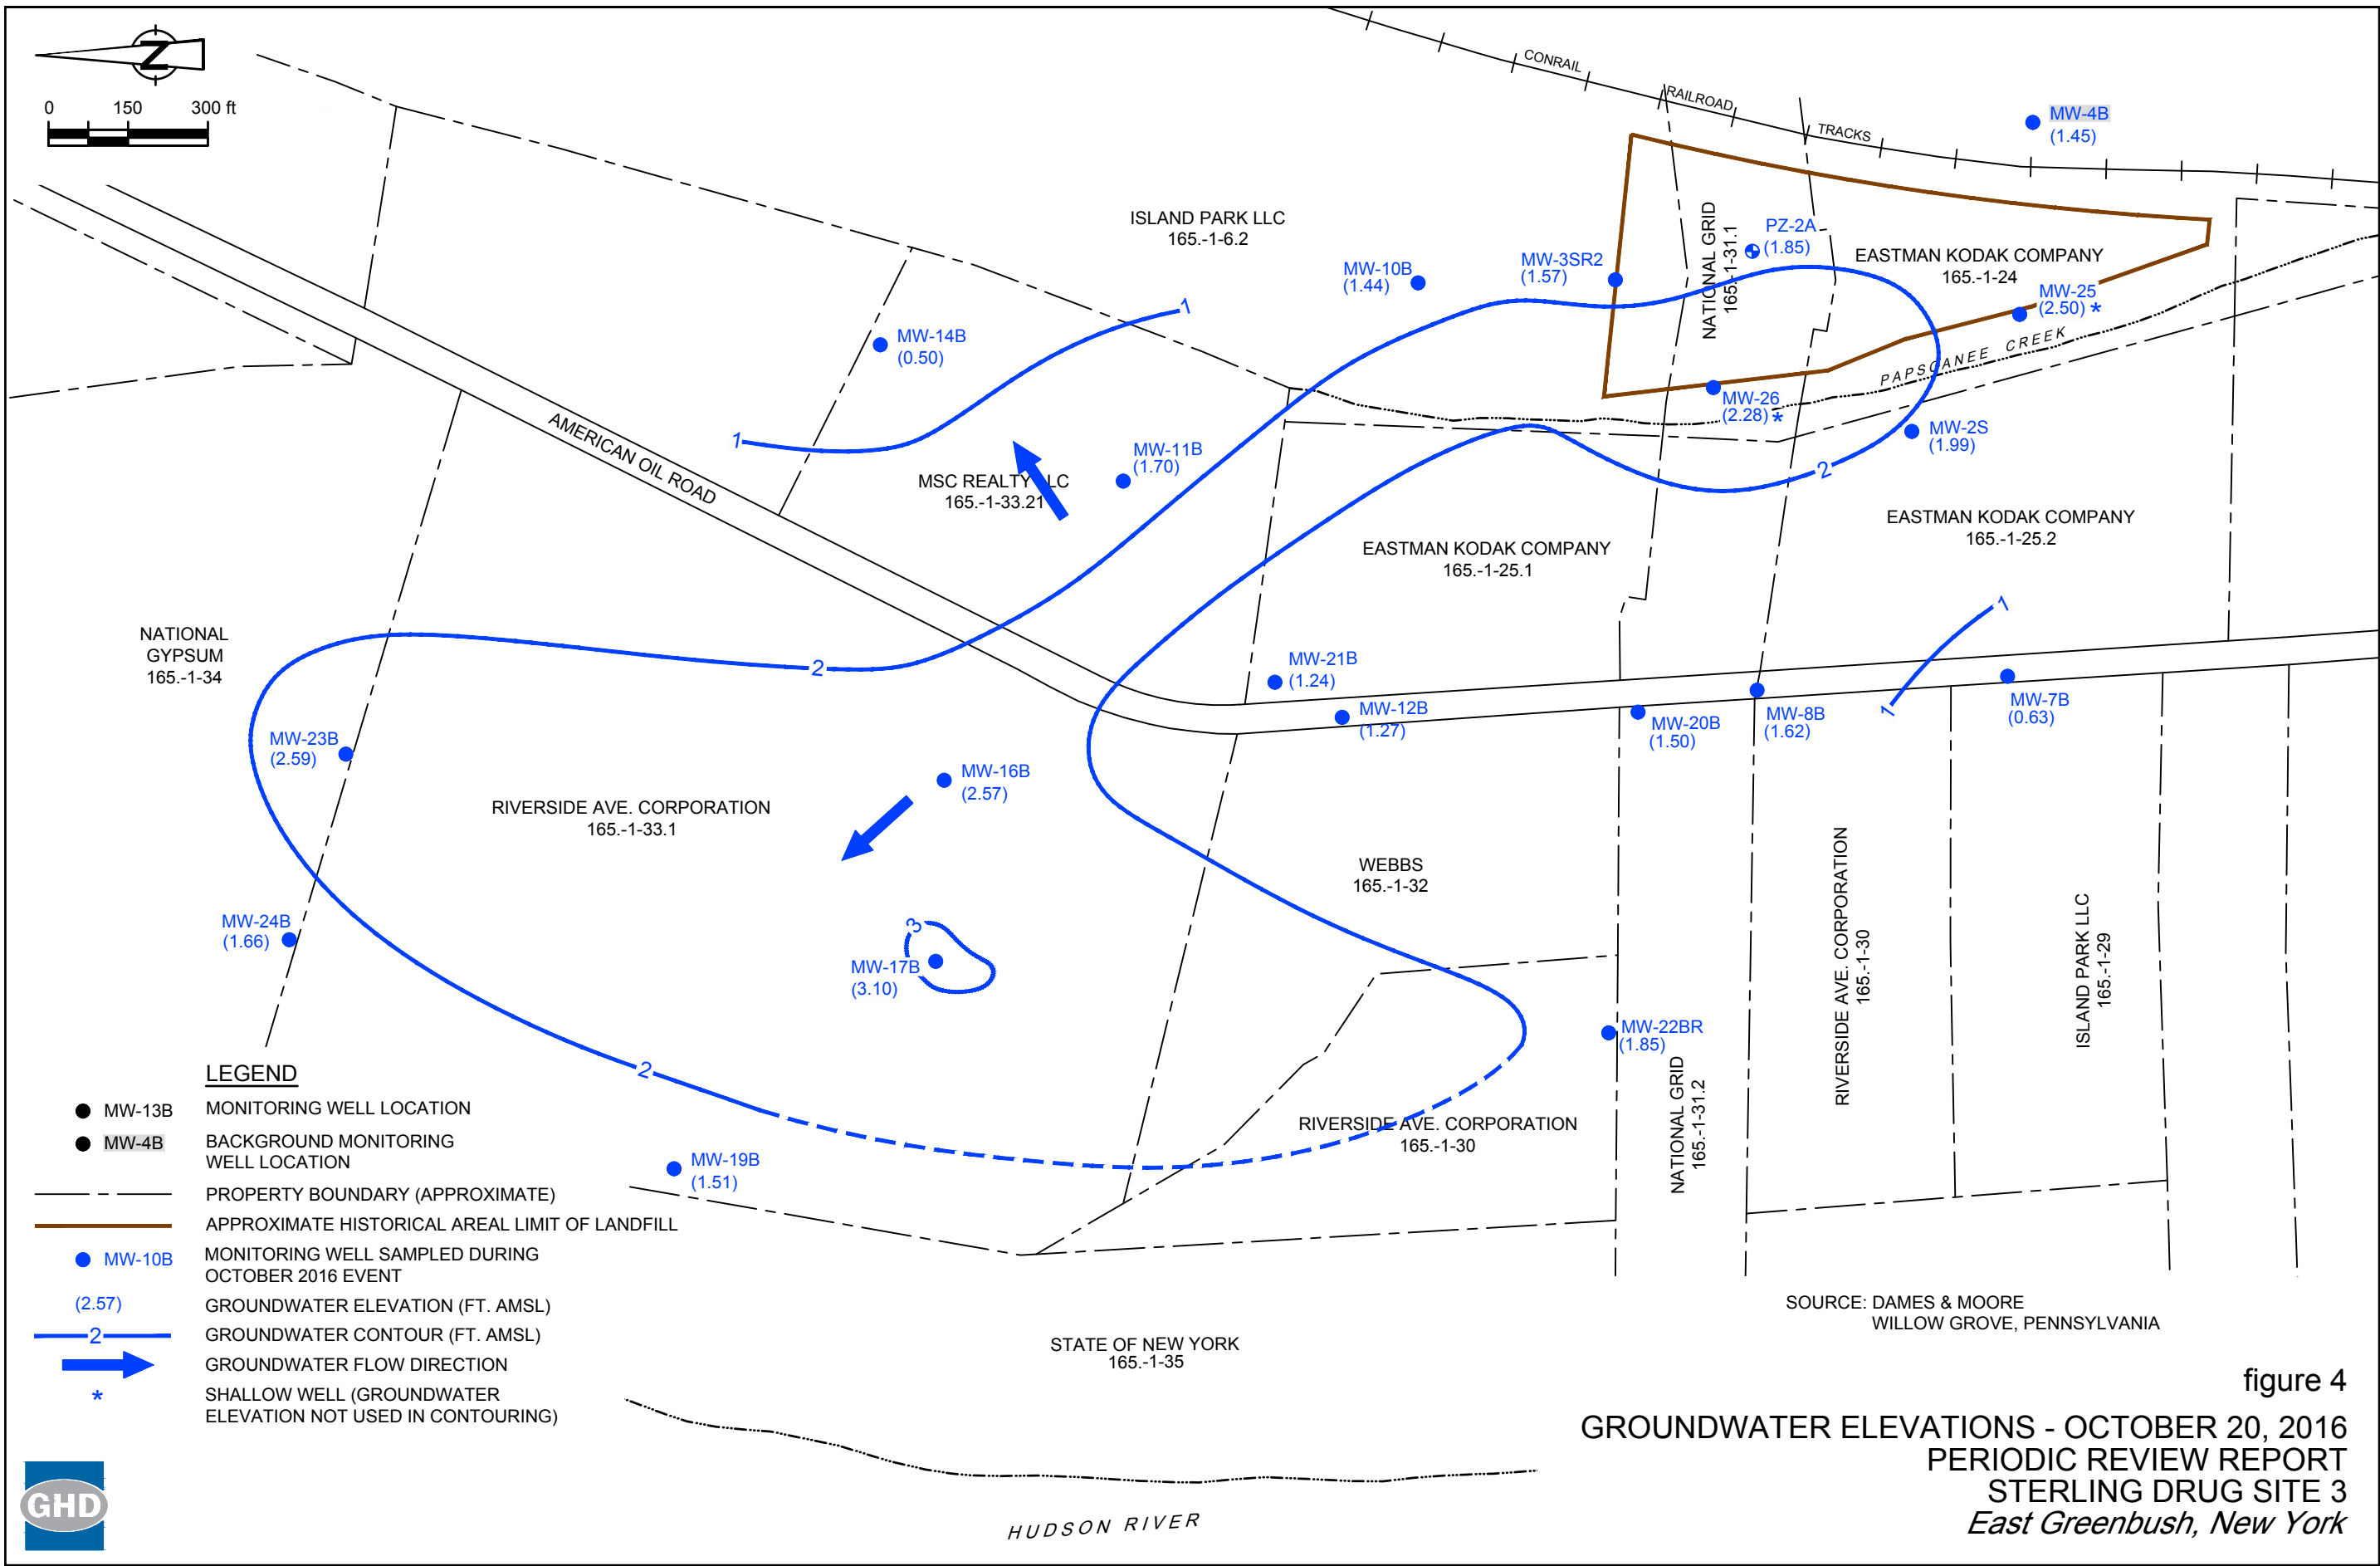 N
0 150 300 ft
CONRAIL
RAILROAD
TRACKS
MW-4B
(1.45)
ISLAND PARK LLC
165.-1-6.2
NATIONAL GRID
165.-1-31.1
PZ-2A
(1.85)
EASTMAN KODAK COMPANY
165.-1-24
MW-10B
(1.44)
MW-3SR2
(1.57)
MW-25
(2.50) *
1
MW-14B
(0.50)
PAPSCANEE CREEK
MW-26
(2.28) *
MW-2S
(1.99)
1
AMERICAN OIL ROAD
MW-11B
(1.70)
2
MSC REALTY LC
165.-1-33.21
EASTMAN KODAK COMPANY
165.-1-25.2
EASTMAN KODAK COMPANY
165.-1-25.1
1
NATIONAL
GYPSUM
165.-1-34
2
MW-21B
(1.24)
MW-12B
(1.27)
MW-20B
(1.50)
MW-8B
(1.62)
1
MW-7B
(0.63)
MW-23B
(2.59)
MW-16B
(2.57)
RIVERSIDE AVE. CORPORATION
165.-1-33.1
WEBBS
165.-1-32
RIVERSIDE AVE. CORPORATION
165.-1-30
ISLAND PARK LLC
165.-1-29
MW-24B
(1.66)
3
MW-17B
(3.10)
MW-22BR
(1.85)
NATIONAL GRID
165.-1-31.2
2
RIVERSIDE AVE. CORPORATION
165.-1-30
MW-19B
(1.51)
LEGEND
MW-13B MONITORING WELL LOCATION
MW-4B BACKGROUND MONITORING
WELL LOCATION
PROPERTY BOUNDARY (APPROXIMATE)
APPROXIMATE HISTORICAL AREAL LIMIT OF LANDFILL
MW-10B MONITORING WELL SAMPLED DURING
OCTOBER 2016 EVENT
(2.57) GROUNDWATER ELEVATION (FT. AMSL)
2 GROUNDWATER CONTOUR (FT. AMSL)
GROUNDWATER FLOW DIRECTION
* SHALLOW WELL (GROUNDWATER
ELEVATION NOT USED IN CONTOURING)
STATE OF NEW YORK
165.-1-35
HUDSON RIVER
SOURCE: DAMES & MOORE
WILLOW GROVE, PENNSYLVANIA
figure 4
GROUNDWATER ELEVATIONS - OCTOBER 20, 2016
PERIODIC REVIEW REPORT
STERLING DRUG SITE 3
East Greenbush, New York
GHD